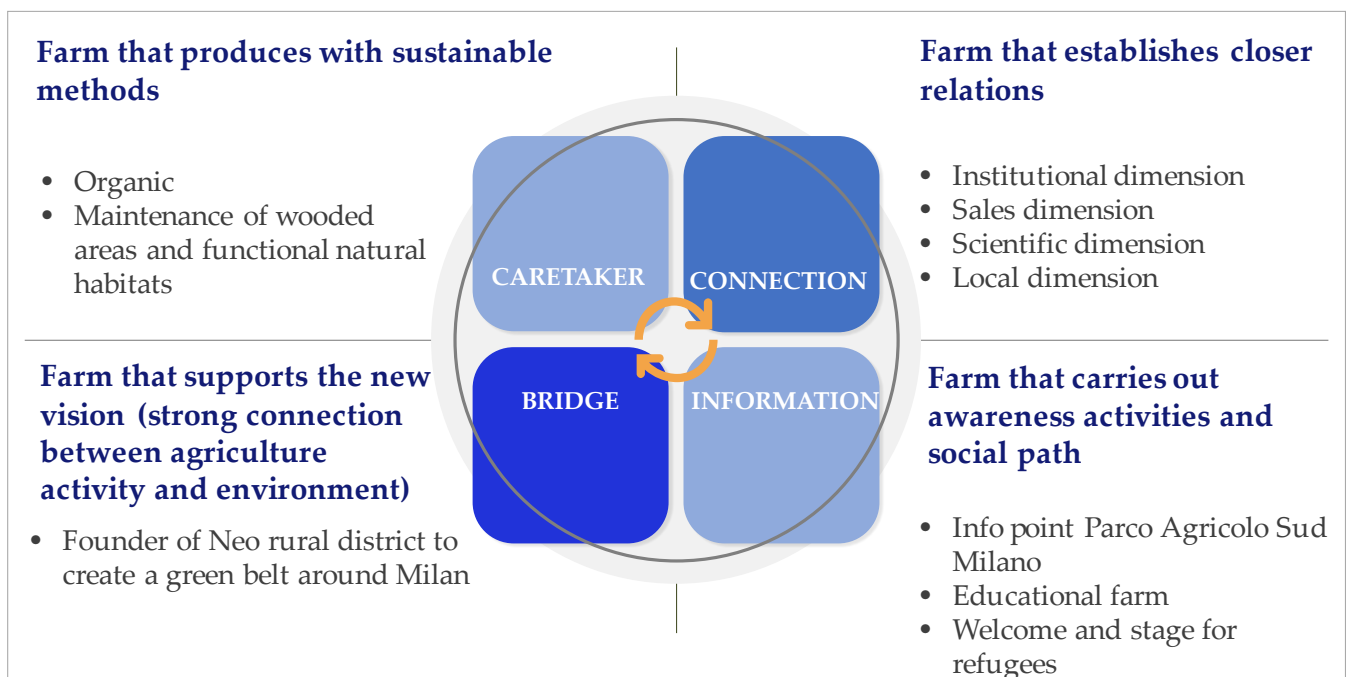 Farm that produces with sustainable
methods
• Organic
• Maintenance of wooded
areas and functional natural
habitats
Farm that establishes closer
relations
• Institutional dimension
• Sales dimension
• Scientific dimension
• Local dimension
CARETAKER
CONNECTION
BRIDGE
INFORMATION
Farm that supports the new
vision (strong connection
between agriculture
activity and environment)
• Founder of Neo rural district to
create a green belt around Milan
Farm that carries out
awareness activities and
social path
• Info point Parco Agricolo Sud
Milano
• Educational farm
• Welcome and stage for
refugees